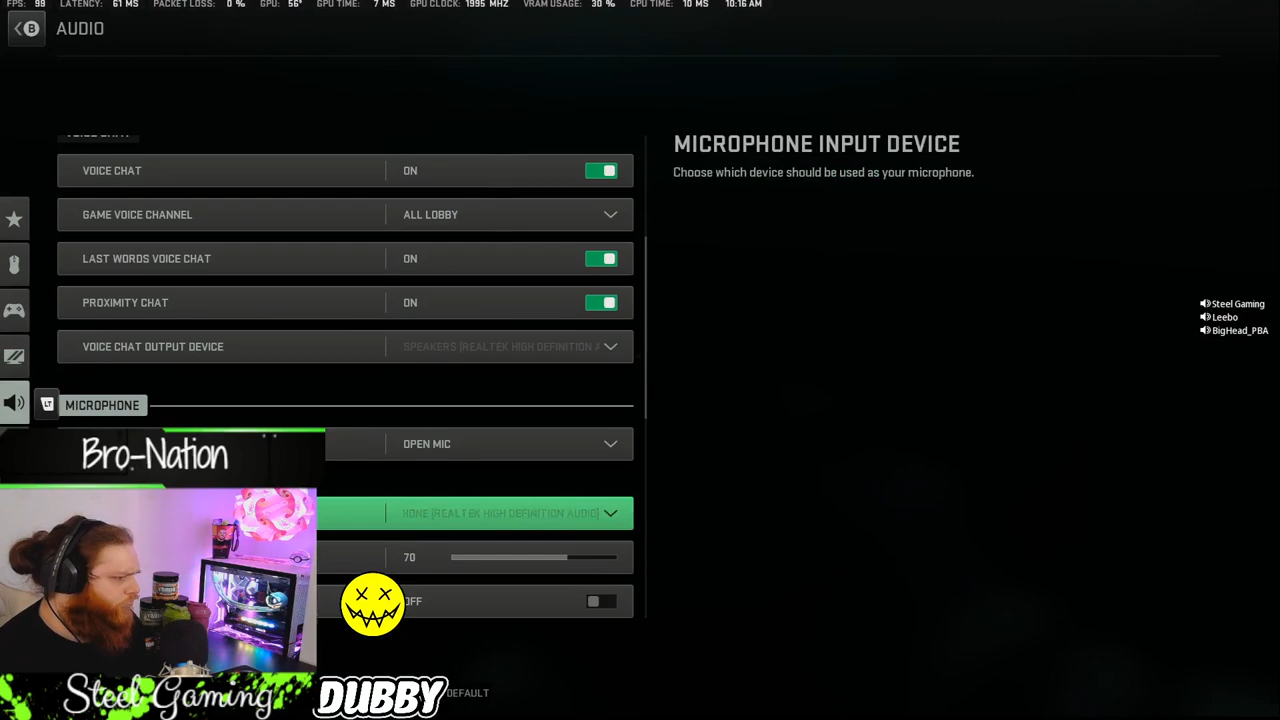 FPS: 99 LATENCY: 61 MS PACKET LOSS: 0 % GPU: 56° GPU TIME: 7 MS GPU CLOCK: 1995 MHZ VRAM USAGE: 30 % CPU TIME: 10 MS 10:16 AM
B AUDIO
VOICE CHAT
VOICE CHAT ON
GAME VOICE CHANNEL ALL LOBBY
LAST WORDS VOICE CHAT ON
PROXIMITY CHAT ON
VOICE CHAT OUTPUT DEVICE SPEAKERS (REALTEK HIGH DEFINITION A
LT MICROPHONE
OPEN MIC
HONE (REALTEK HIGH DEFINITION AUDIO)
70
OFF
DEFAULT
MICROPHONE INPUT DEVICE
Choose which device should be used as your microphone.
Steel Gaming
Leebo
BigHead_PBA
Bro-Nation
Steel Gaming
DUBBY